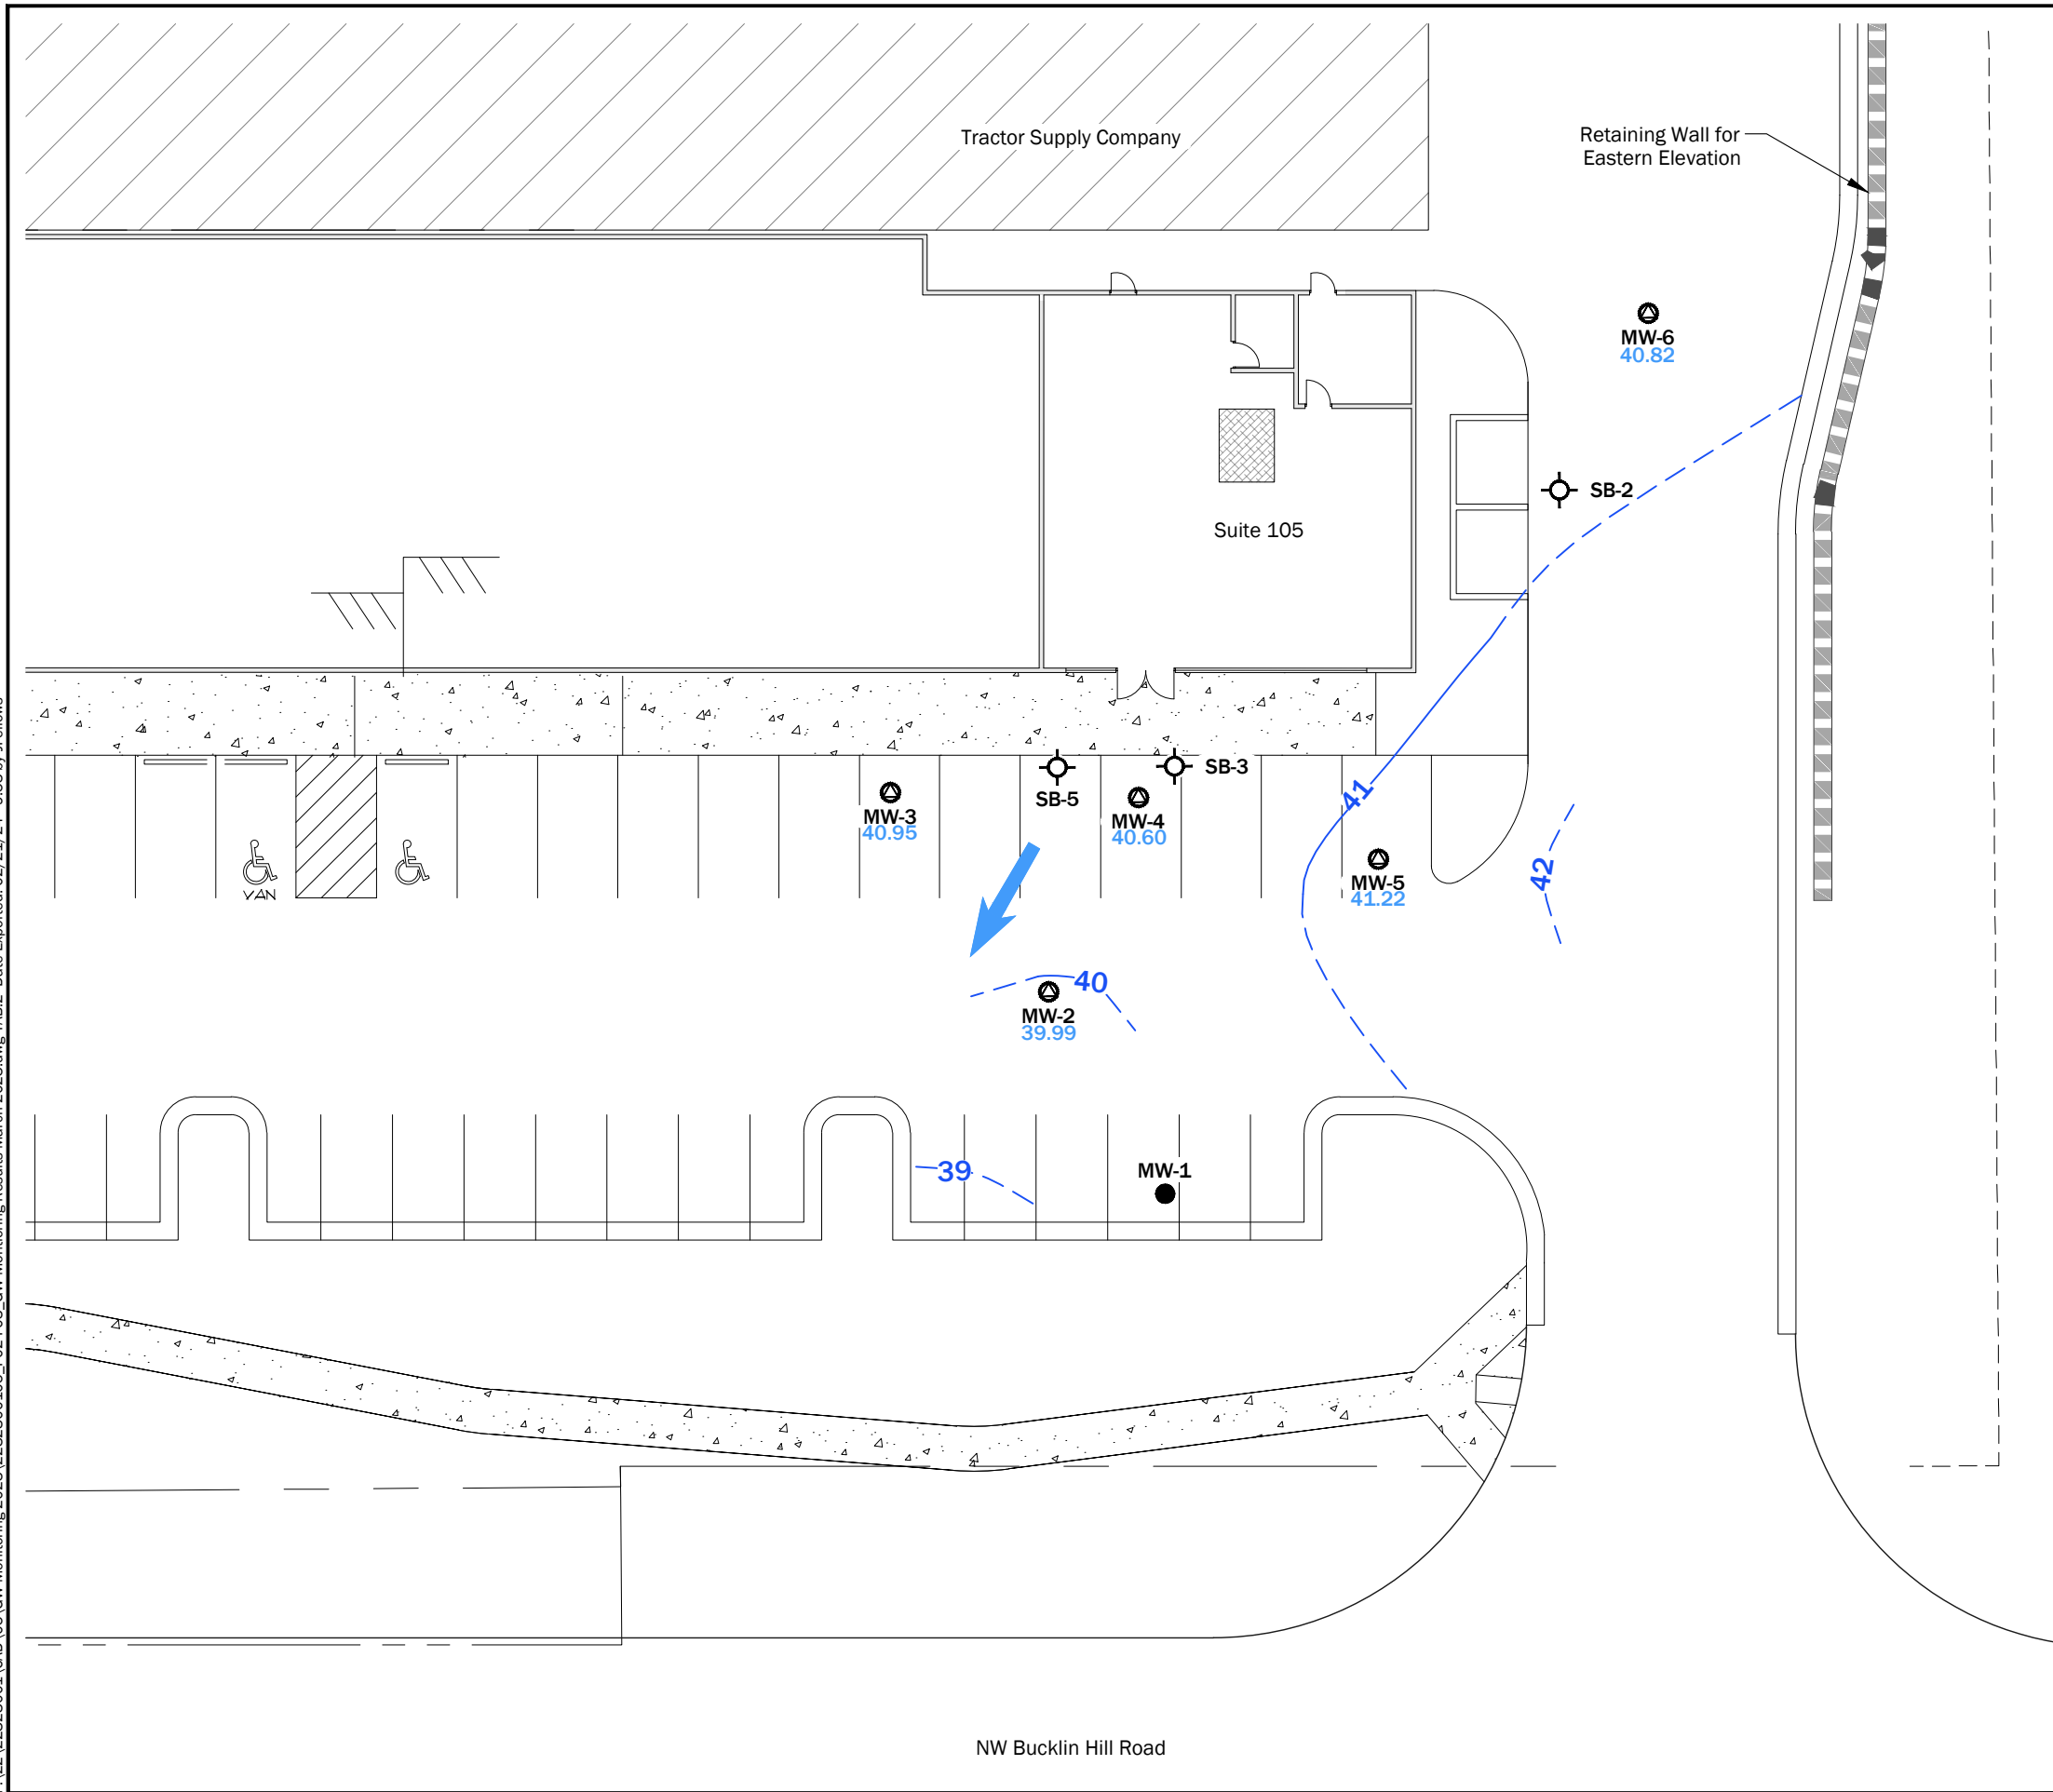 Tractor Supply Company
Retaining Wall for
Eastern Elevation
MW-6
40.82
SB-2
Suite 105
SB-5
SB-3
MW-3
40.95
MW-4
40.60
MW-5
41.22
41
42
VAN
40
MW-2
39.99
39
MW-1
NW Bucklin Hill Road